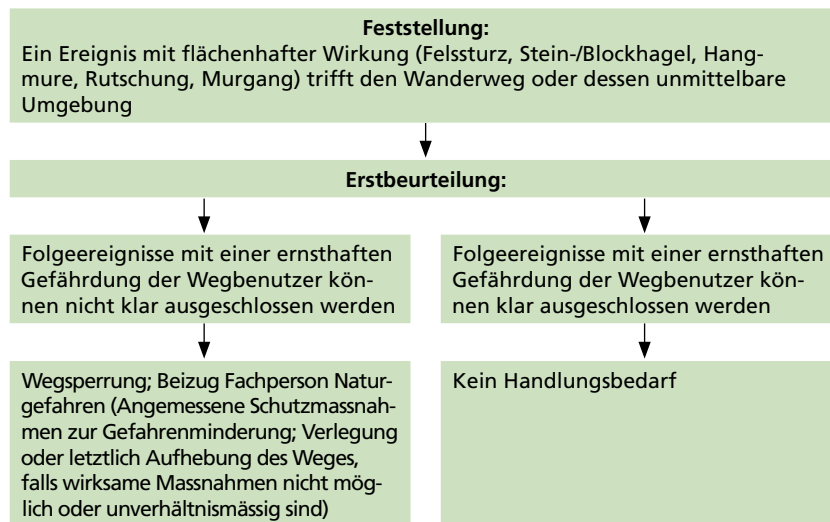 Feststellung:
Ein Ereignis mit flächenhafter Wirkung (Felssturz, Stein-/Blockhagel, Hang-
mure, Rutschung, Murgang) trifft den Wanderweg oder dessen unmittelbare
Umgebung
Erstbeurteilung:
Folgeereignisse mit einer ernsthaften
Gefährdung der Wegbenutzer kön-
nen nicht klar ausgeschlossen werden
Folgeereignisse mit einer ernsthaften
Gefährdung der Wegbenutzer kön-
nen klar ausgeschlossen werden
Wegsperrung; Beizug Fachperson Natur-
gefahren (Angemessene Schutzmassnah-
men zur Gefahrenminderung; Verlegung
oder letztlich Aufhebung des Weges,
falls wirksame Massnahmen nicht mög-
lich oder unverhältnismässig sind)
Kein Handlungsbedarf